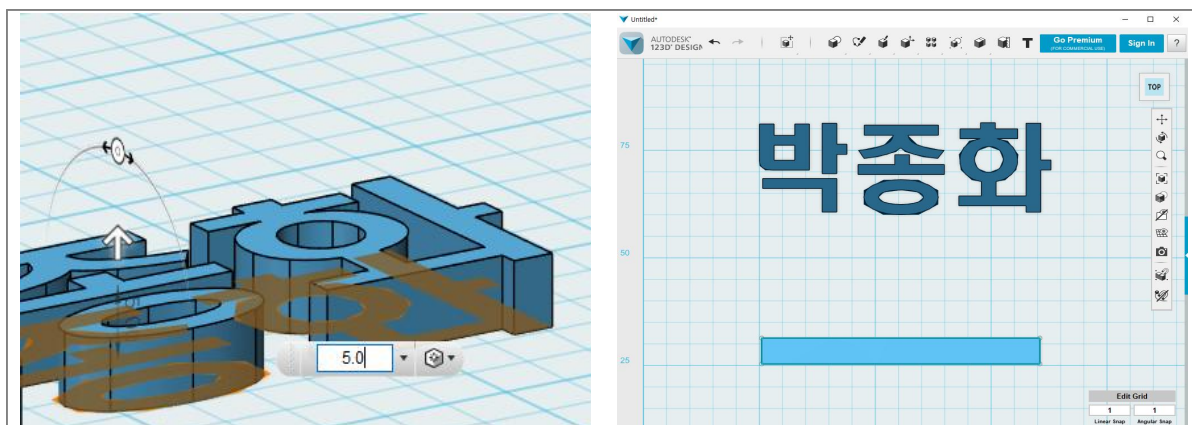 5.0
Untitled*
AUTODESK®
123D® DESIGN
T
Go Premium
(FOR COMMERCIAL USE)
Sign In
?
TOP
75
박종화
50
25
Edit Grid
1
1
Linear Snap
Angular Snap